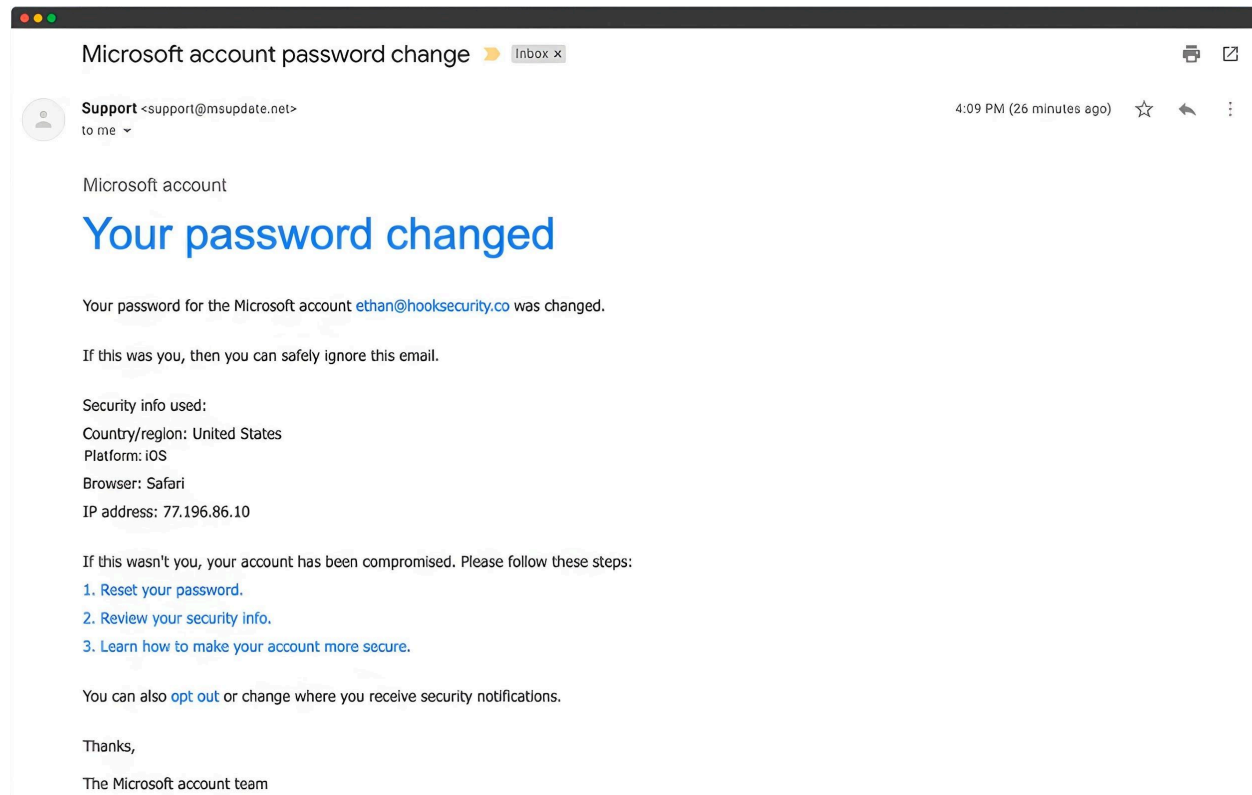 Microsoft account password change Inbox ×
Support <support@msupdate.net> 4:09 PM (26 minutes ago)
to me
Microsoft account
Your password changed
Your password for the Microsoft account ethan@hooksecurity.co was changed.
If this was you, then you can safely ignore this email.
Security info used:
Country/region: United States
Platform: iOS
Browser: Safari
IP address: 77.196.86.10
If this wasn't you, your account has been compromised. Please follow these steps:
1. Reset your password.
2. Review your security info.
3. Learn how to make your account more secure.
You can also opt out or change where you receive security notifications.
Thanks,
The Microsoft account team